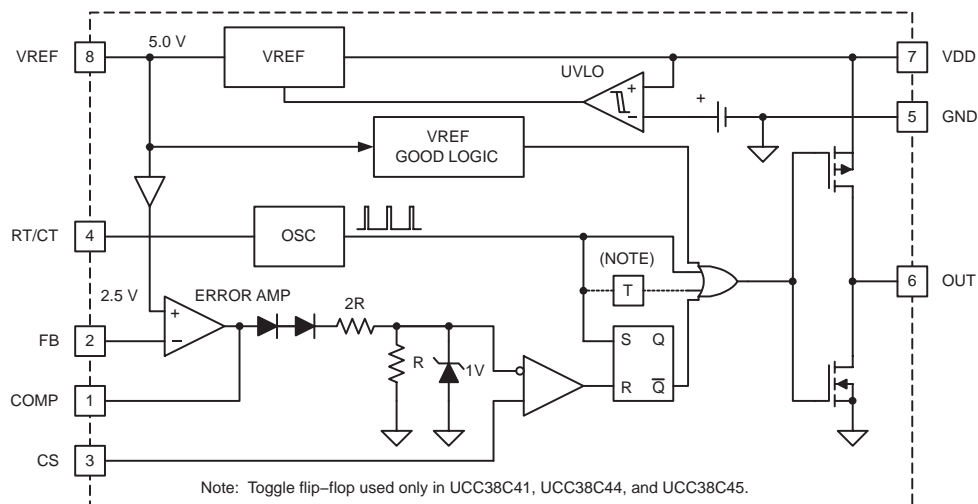 VREF
8
5.0 V
VREF
UVLO
+
−
+
7
VDD
5
GND
VREF
GOOD LOGIC
RT/CT
4
OSC
(NOTE)
T
6
OUT
2.5 V
ERROR AMP
+
−
2R
R
1V
S Q
R Q̅
FB
2
COMP
1
CS
3
Note: Toggle flip−flop used only in UCC38C41, UCC38C44, and UCC38C45.